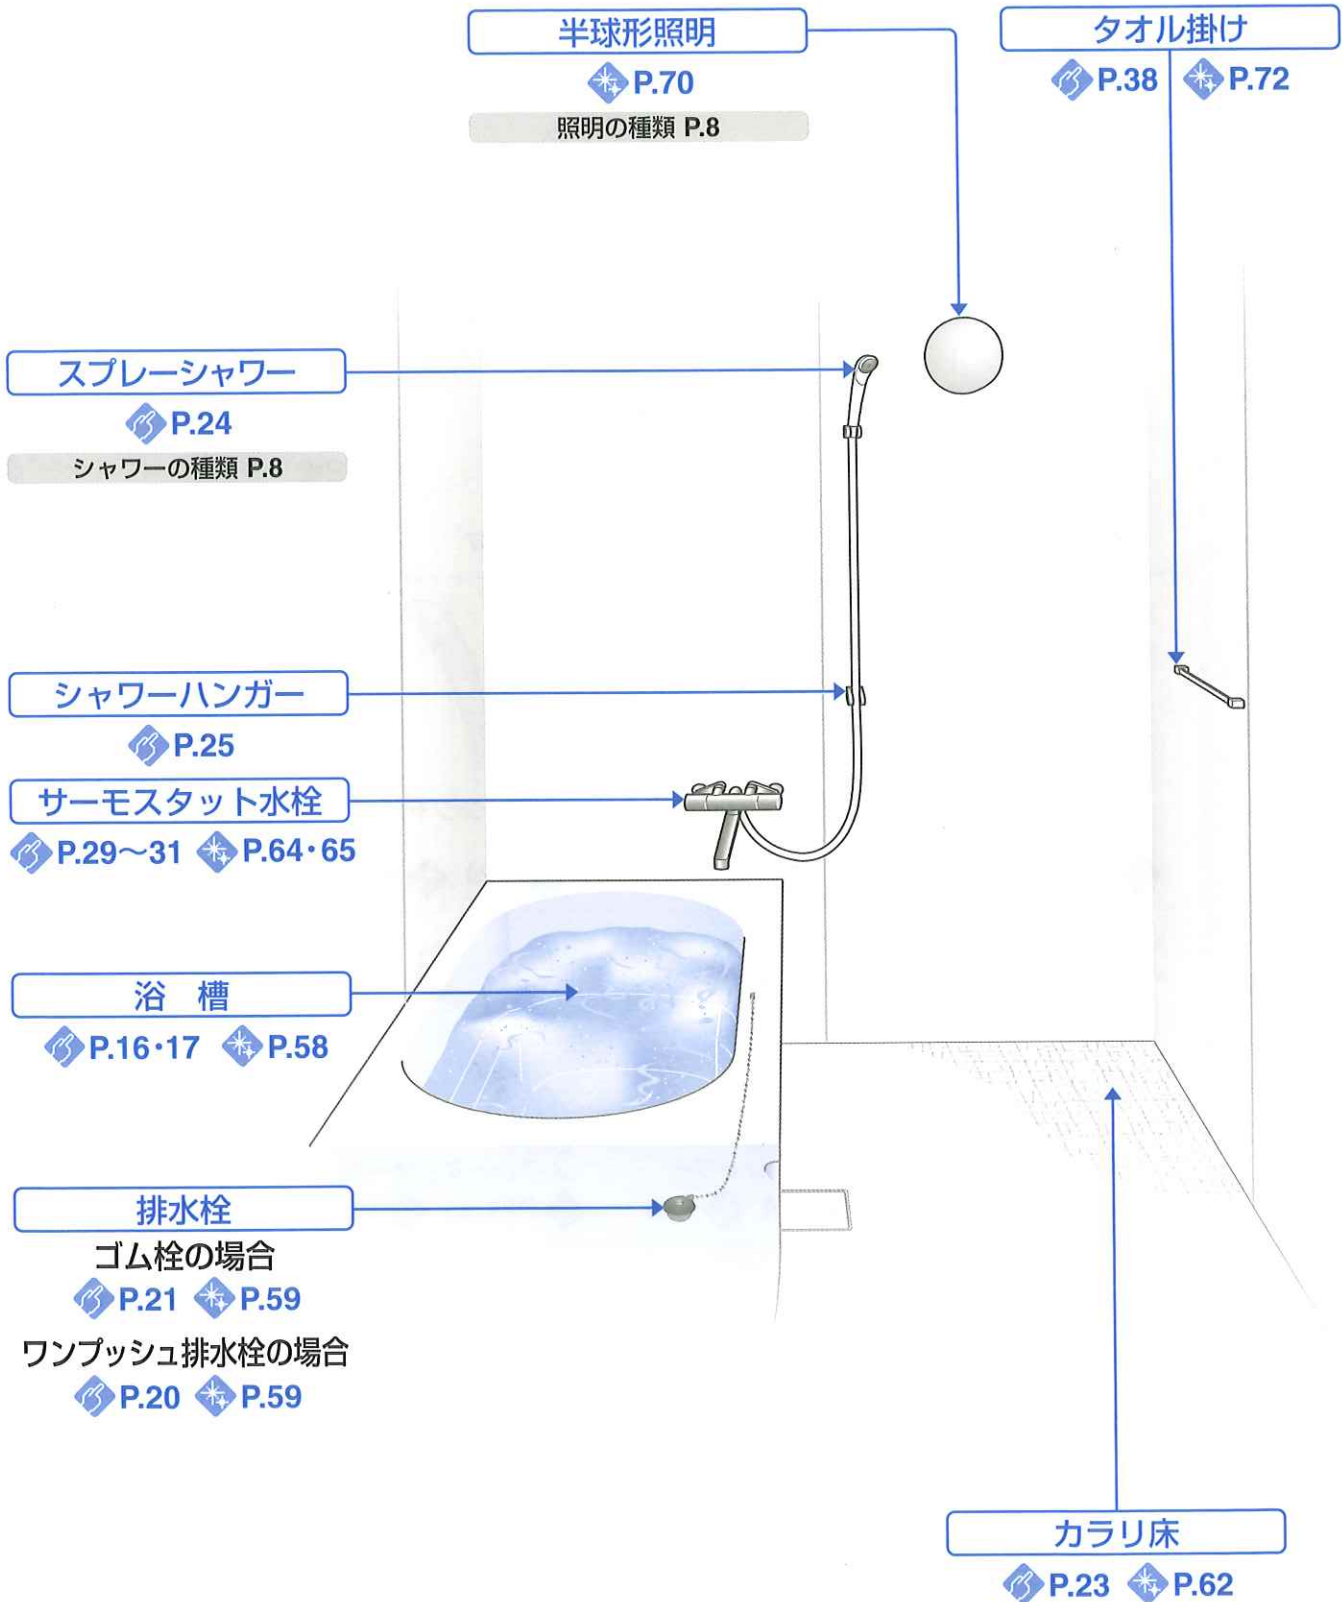 半球形照明
P.70
照明の種類 P.8
タオル掛け
P.38 P.72
スプレーシャワー
P.24
シャワーの種類 P.8
シャワーハンガー
P.25
サーモスタット水栓
P.29〜31 P.64・65
浴 槽
P.16・17 P.58
排水栓
ゴム栓の場合
P.21 P.59
ワンプッシュ排水栓の場合
P.20 P.59
カラリ床
P.23 P.62